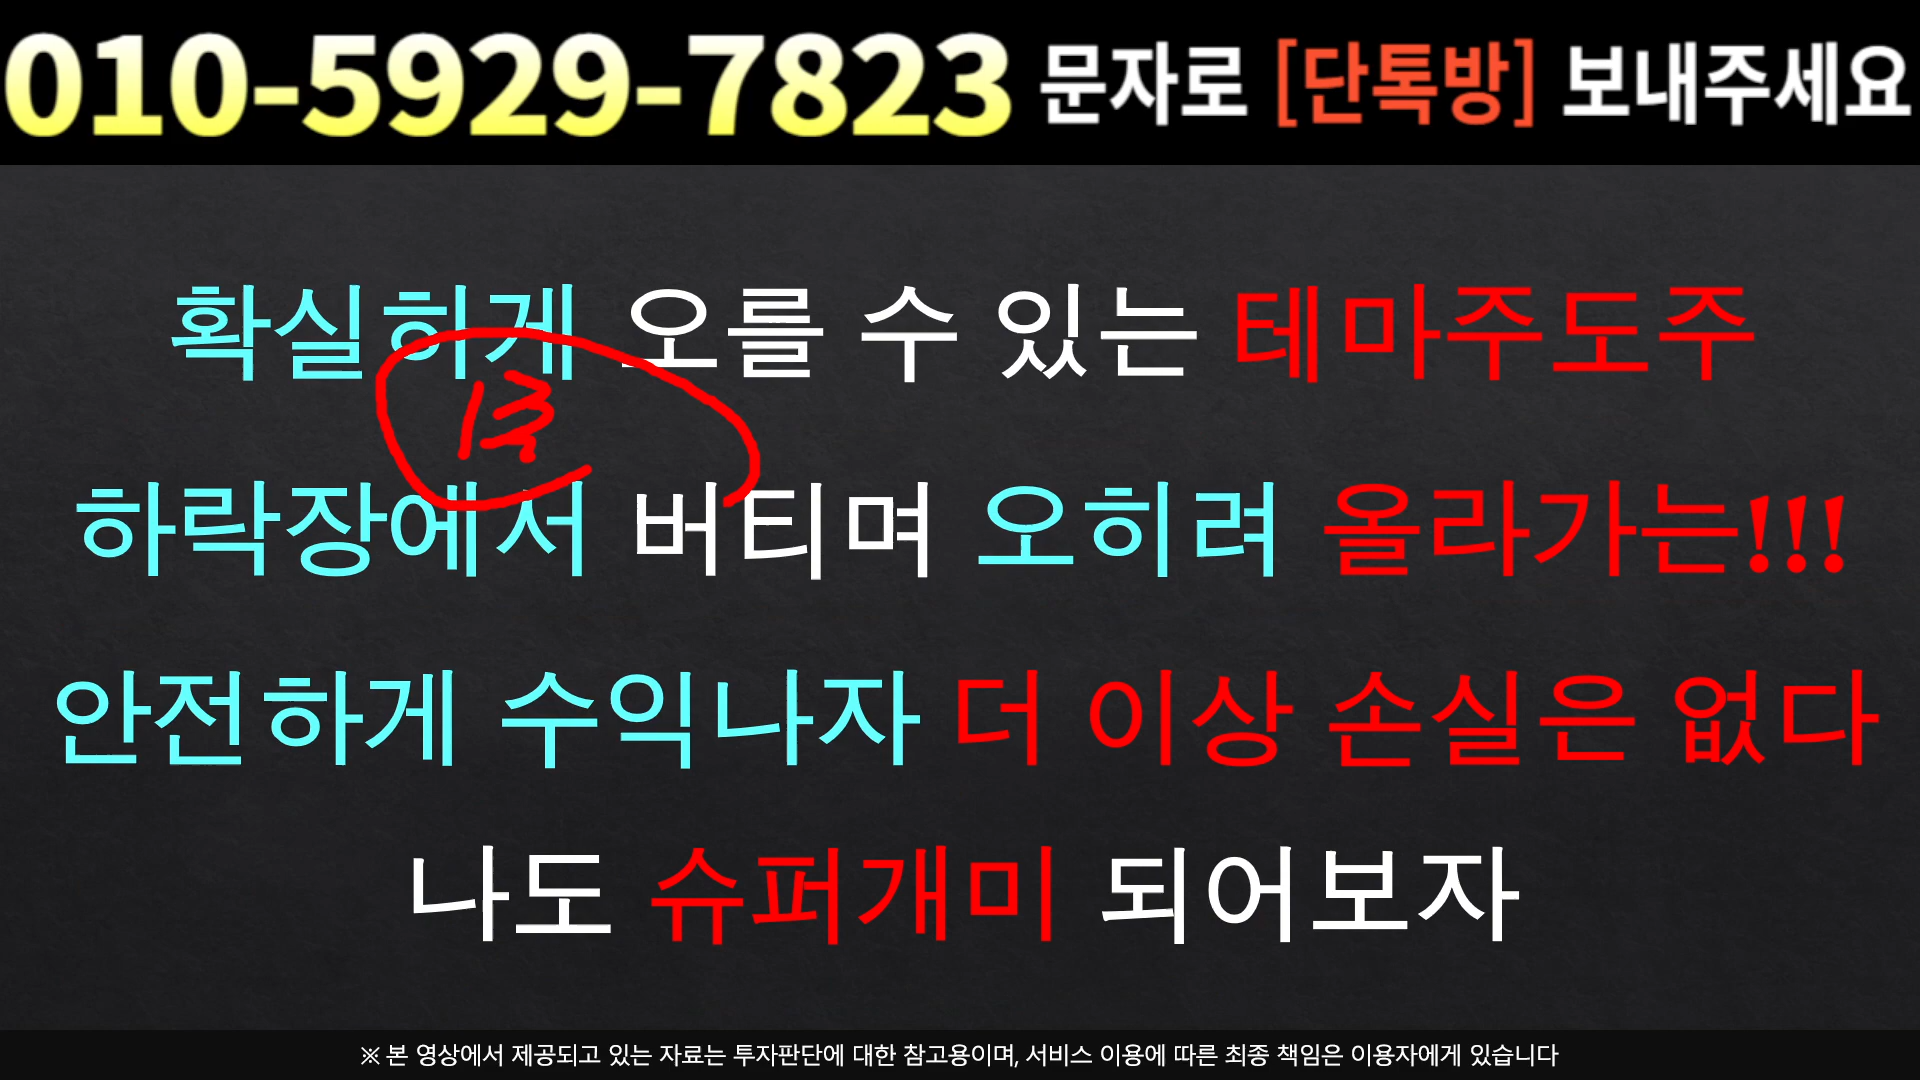 010-5929-7823 문자로 [단톡방] 보내주세요
확실하게 오를 수 있는 테마주도주
하락장에서 버티며 오히려 올라가는!!!
안전하게 수익나자 더 이상 손실은 없다
나도 슈퍼개미 되어보자
※ 본 영상에서 제공되고 있는 자료는 투자판단에 대한 참고용이며, 서비스 이용에 따른 최종 책임은 이용자에게 있습니다